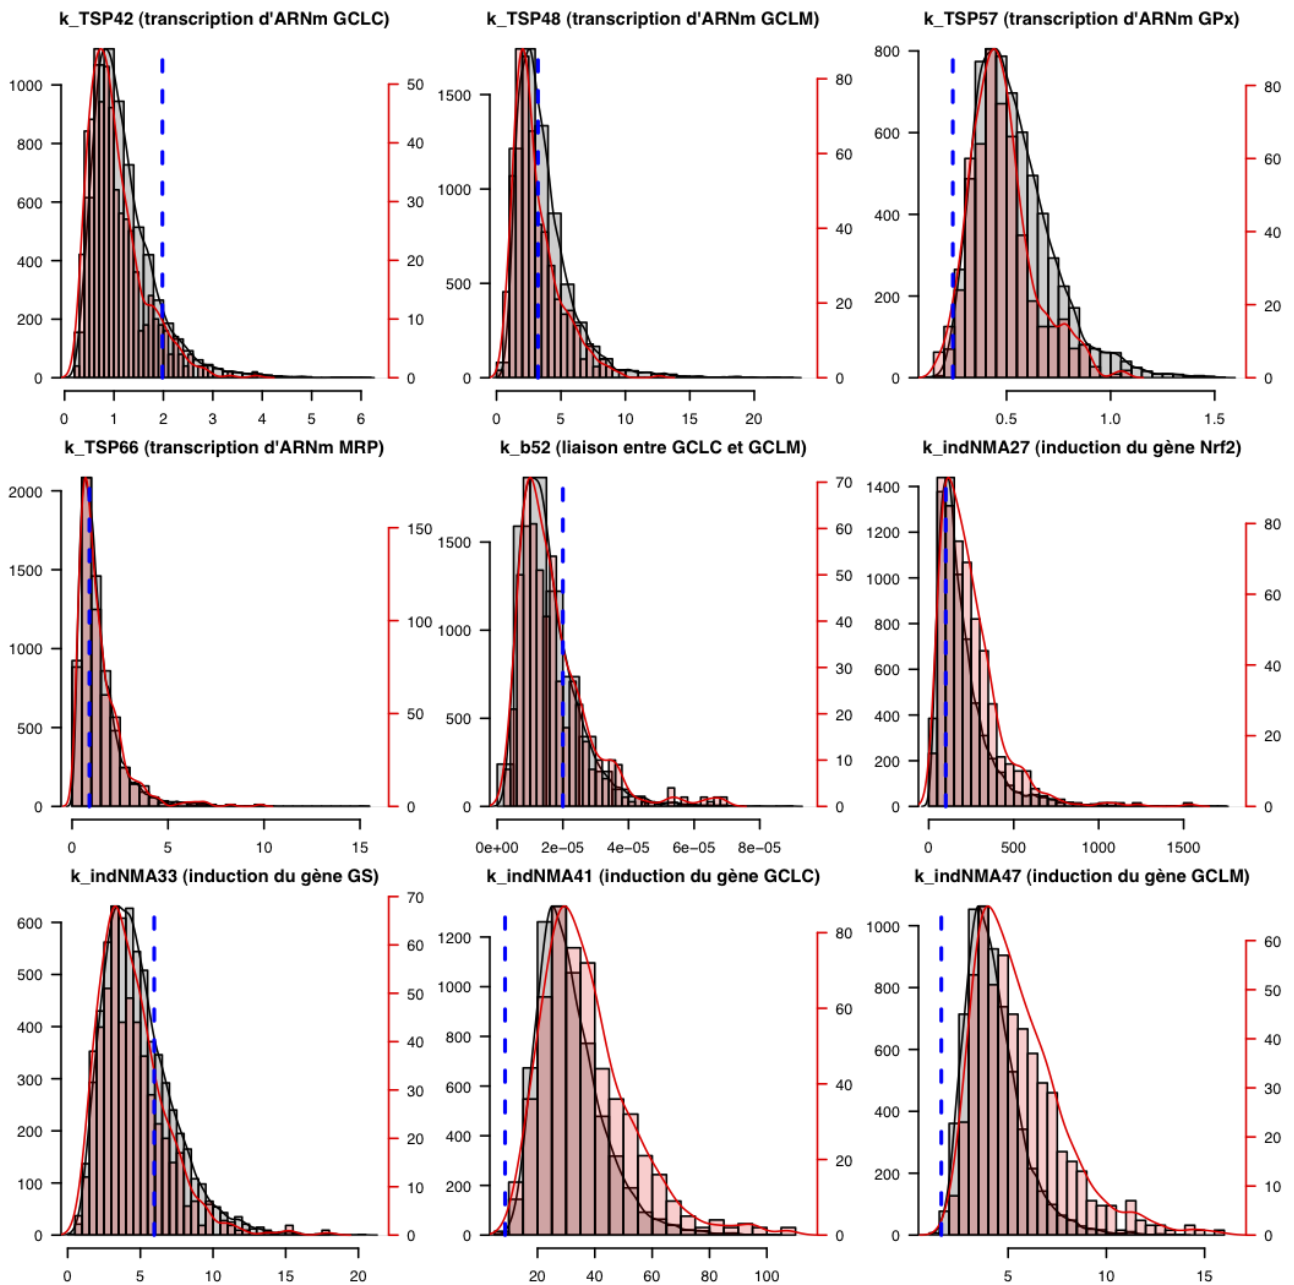 k_TSP42 (transcription d'ARNm GCLC)
0 200 400 600 800 1000
0 10 20 30 40 50
0 1 2 3 4 5 6
k_TSP48 (transcription d'ARNm GCLM)
0 500 1000 1500
0 20 40 60 80
0 5 10 15 20
k_TSP57 (transcription d'ARNm GPx)
0 200 400 600 800
0 20 40 60 80
0.5 1.0 1.5
k_TSP66 (transcription d'ARNm MRP)
0 500 1000 1500 2000
0 50 100 150
0 5 10 15
k_b52 (liaison entre GCLC et GCLM)
0 500 1000 1500
0 10 20 30 40 50 60 70
0e+00 2e-05 4e-05 6e-05 8e-05
k_indNMA27 (induction du gène Nrf2)
0 200 400 600 800 1000 1200 1400
0 20 40 60 80
0 500 1000 1500
k_indNMA33 (induction du gène GS)
0 100 200 300 400 500 600
0 10 20 30 40 50 60 70
0 5 10 15 20
k_indNMA41 (induction du gène GCLC)
0 200 400 600 800 1000 1200
0 20 40 60 80
20 40 60 80 100
k_indNMA47 (induction du gène GCLM)
0 200 400 600 800 1000
0 10 20 30 40 50 60
5 10 15